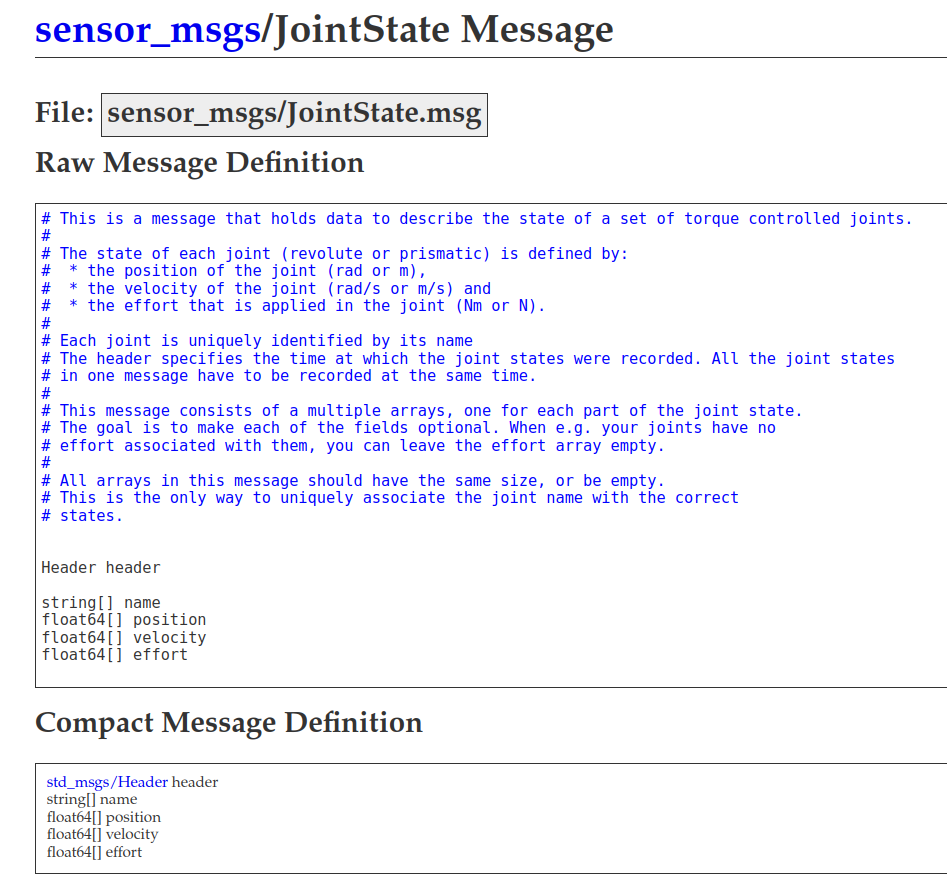 sensor_msgs/JointState Message
File: sensor_msgs/JointState.msg
Raw Message Definition
# This is a message that holds data to describe the state of a set of torque controlled joints.
#
# The state of each joint (revolute or prismatic) is defined by:
#  * the position of the joint (rad or m),
#  * the velocity of the joint (rad/s or m/s) and
#  * the effort that is applied in the joint (Nm or N).
#
# Each joint is uniquely identified by its name
# The header specifies the time at which the joint states were recorded. All the joint states
# in one message have to be recorded at the same time.
#
# This message consists of a multiple arrays, one for each part of the joint state.
# The goal is to make each of the fields optional. When e.g. your joints have no
# effort associated with them, you can leave the effort array empty.
#
# All arrays in this message should have the same size, or be empty.
# This is the only way to uniquely associate the joint name with the correct
# states.
Header header
string[] name
float64[] position
float64[] velocity
float64[] effort
Compact Message Definition
std_msgs/Header header
string[] name
float64[] position
float64[] velocity
float64[] effort